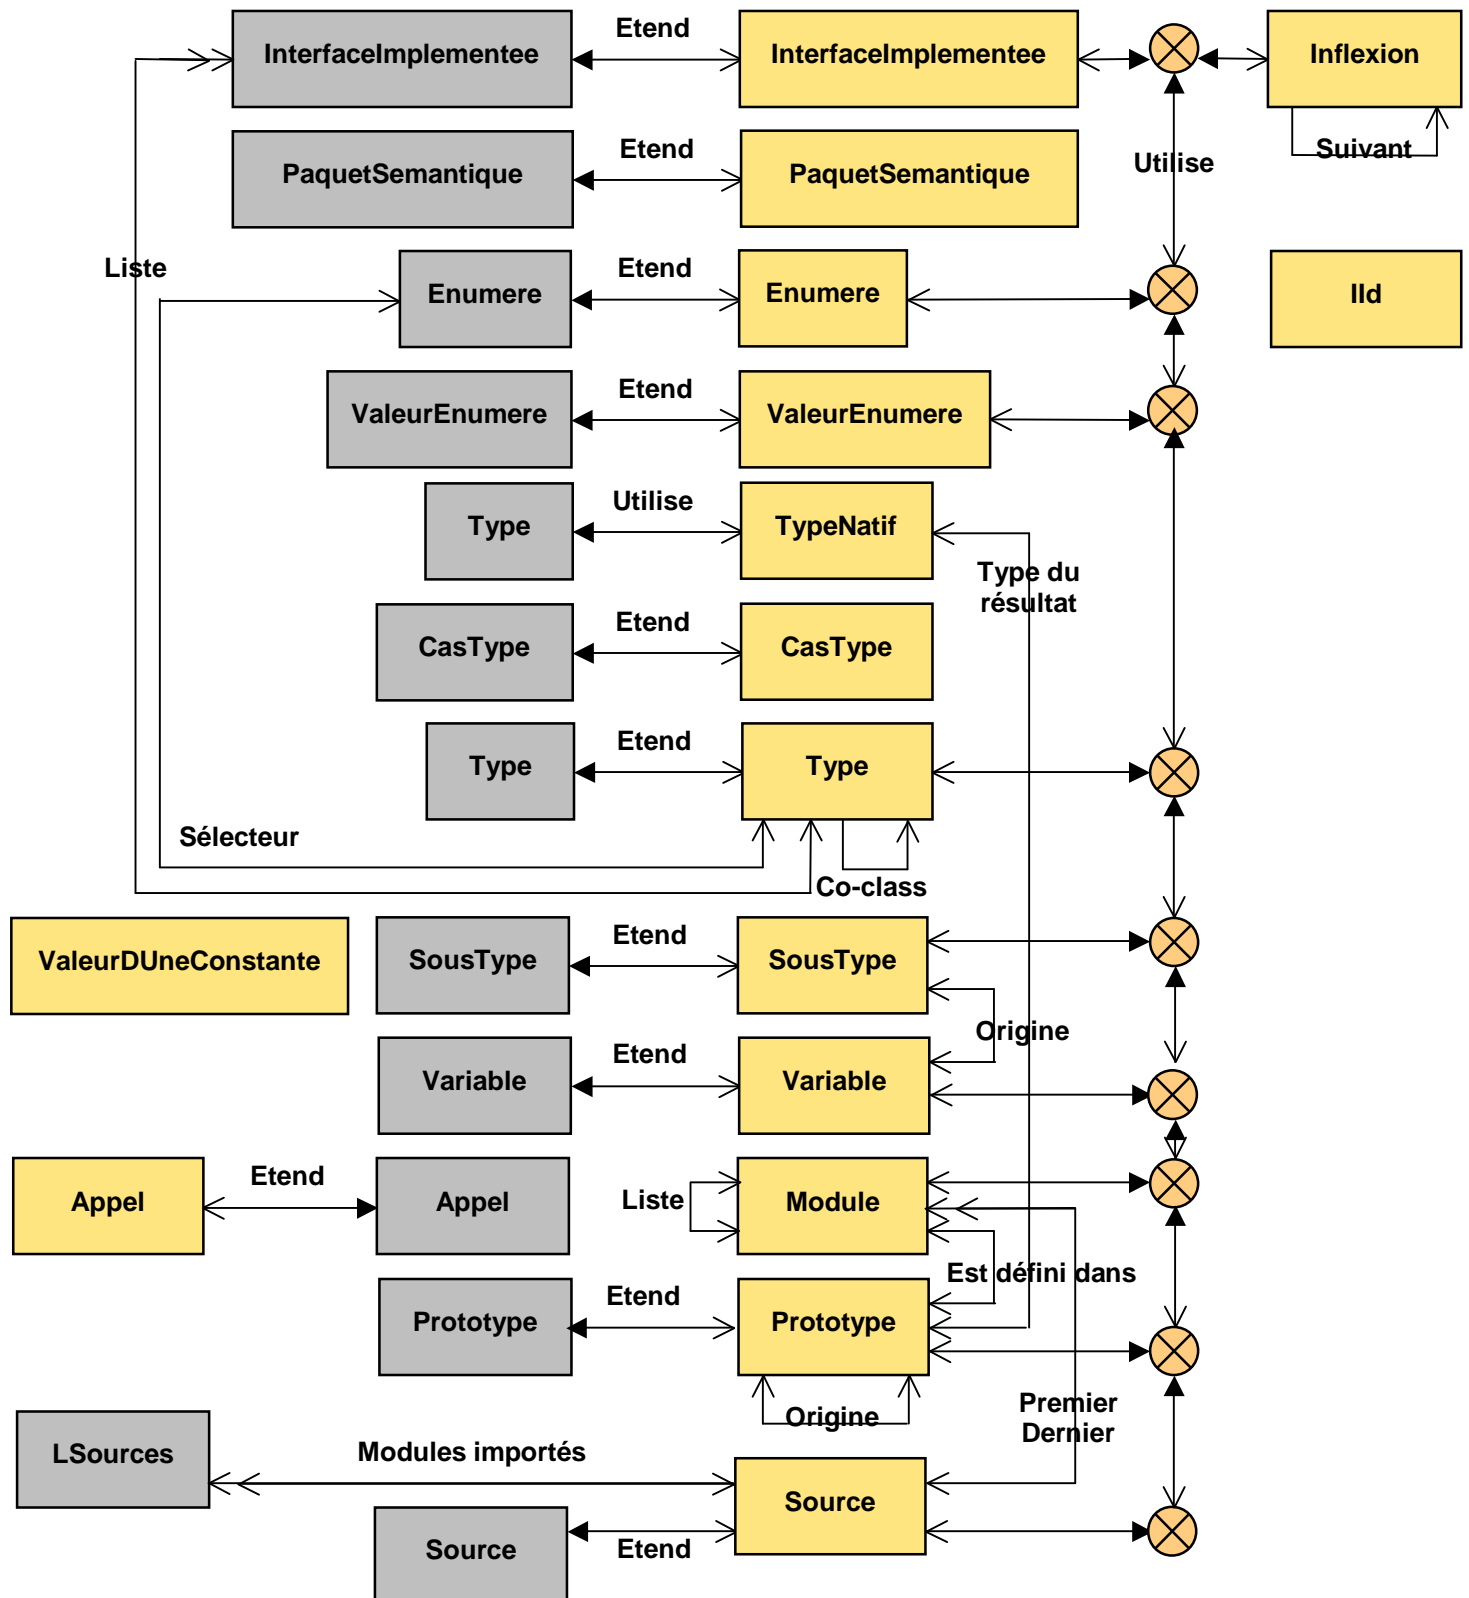 Etend
InterfaceImplementee
InterfaceImplementee
Inflexion
Etend
Suivant
Utilise
PaquetSemantique
PaquetSemantique
Liste
Etend
Enumere
Enumere
IId
Etend
ValeurEnumere
ValeurEnumere
Utilise
Type
TypeNatif
Type du
résultat
Etend
CasType
CasType
Etend
Type
Type
Sélecteur
Co-class
Etend
ValeurDUneConstante
SousType
SousType
Origine
Etend
Variable
Variable
Etend
Appel
Appel
Liste
Module
Est défini dans
Etend
Prototype
Prototype
Origine
Premier
Dernier
LSources
Modules importés
Source
Source
Etend